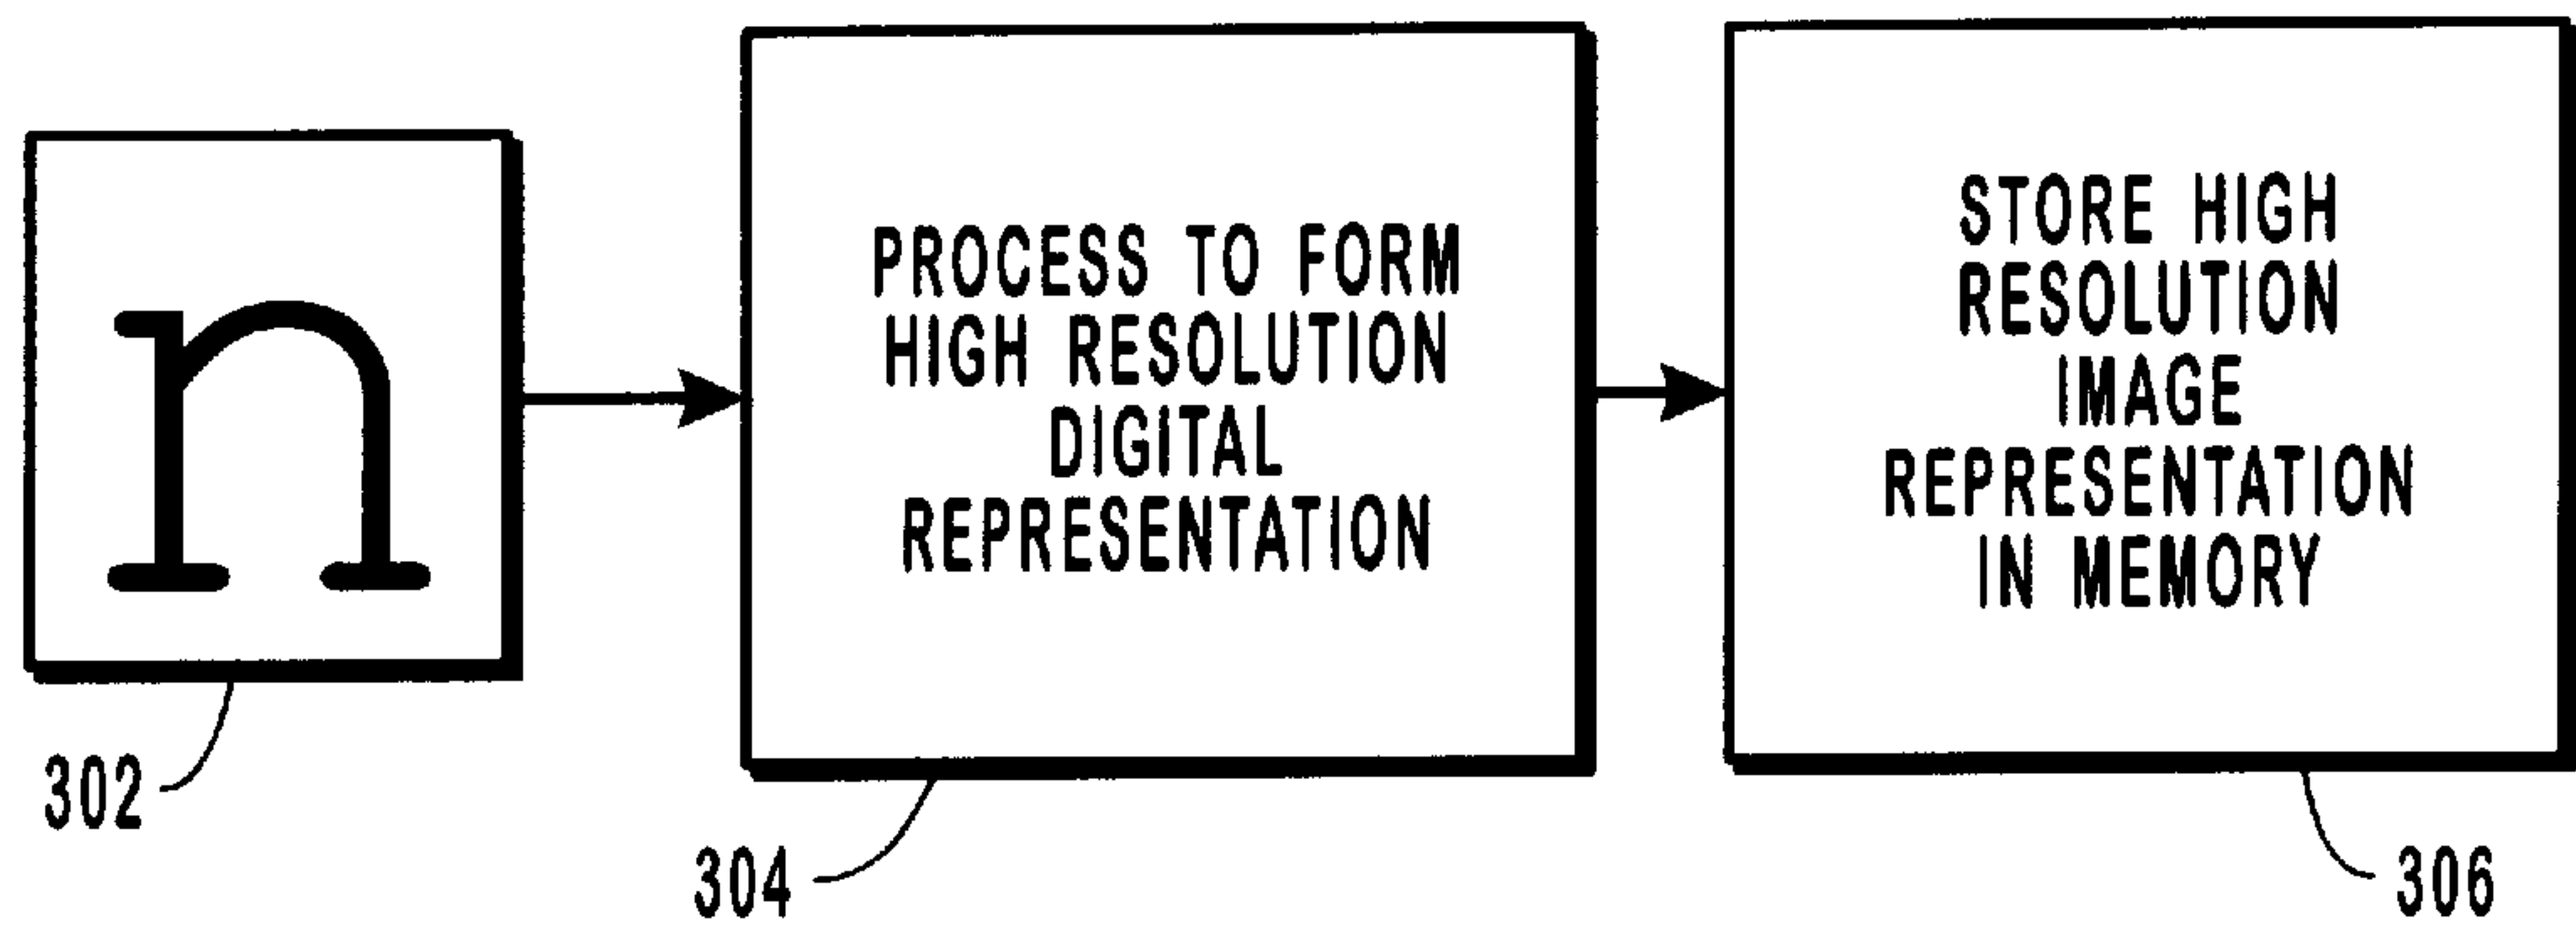 n
PROCESS TO FORM
HIGH RESOLUTION
DIGITAL
REPRESENTATION
STORE HIGH
RESOLUTION
IMAGE
REPRESENTATION
IN MEMORY
302
304
306